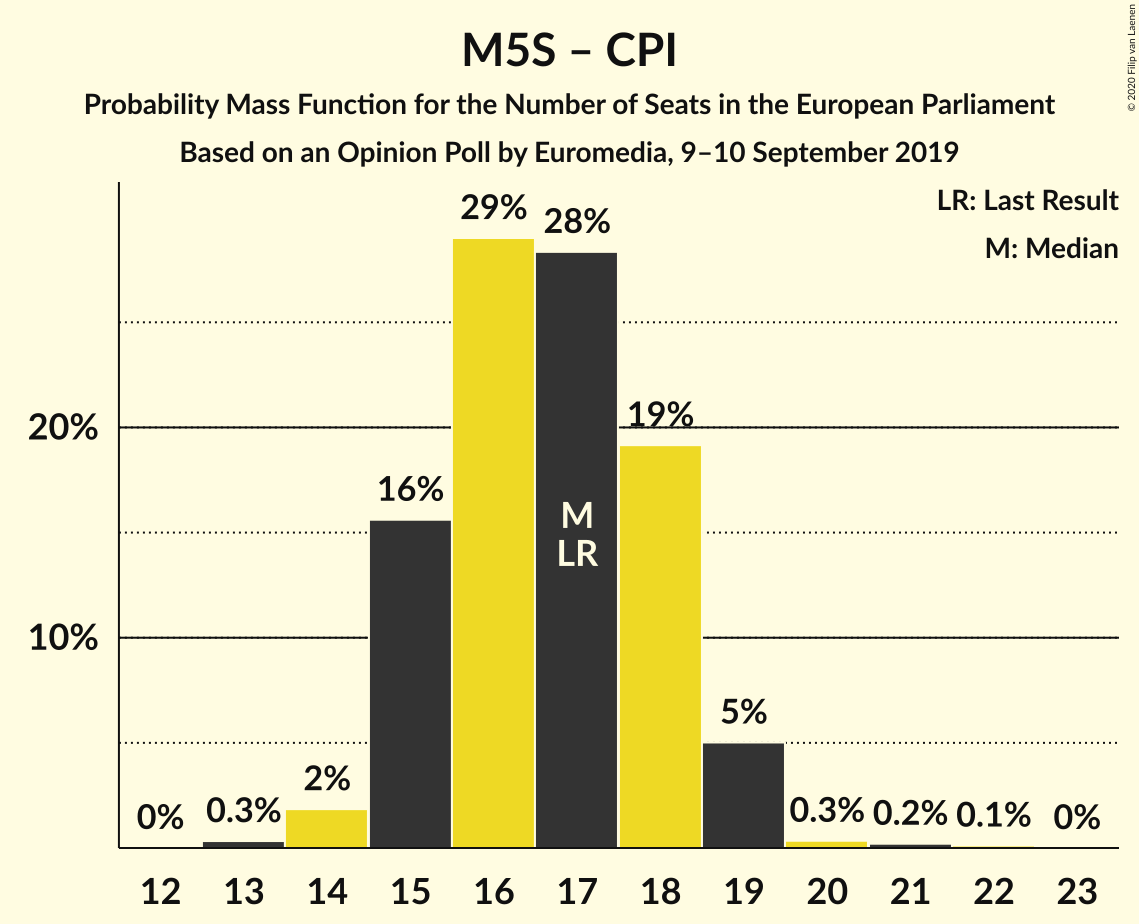 M5S – CPI
Probability Mass Function for the Number of Seats in the European Parliament
Based on an Opinion Poll by Euromedia, 9–10 September 2019
© 2020 Filip van Laenen
LR: Last Result
M: Median
29%
28%
20%
19%
16%
M
LR
10%
5%
2%
0%
0.3%
0.3%
0.2%
0.1%
0%
12 13 14 15 16 17 18 19 20 21 22 23